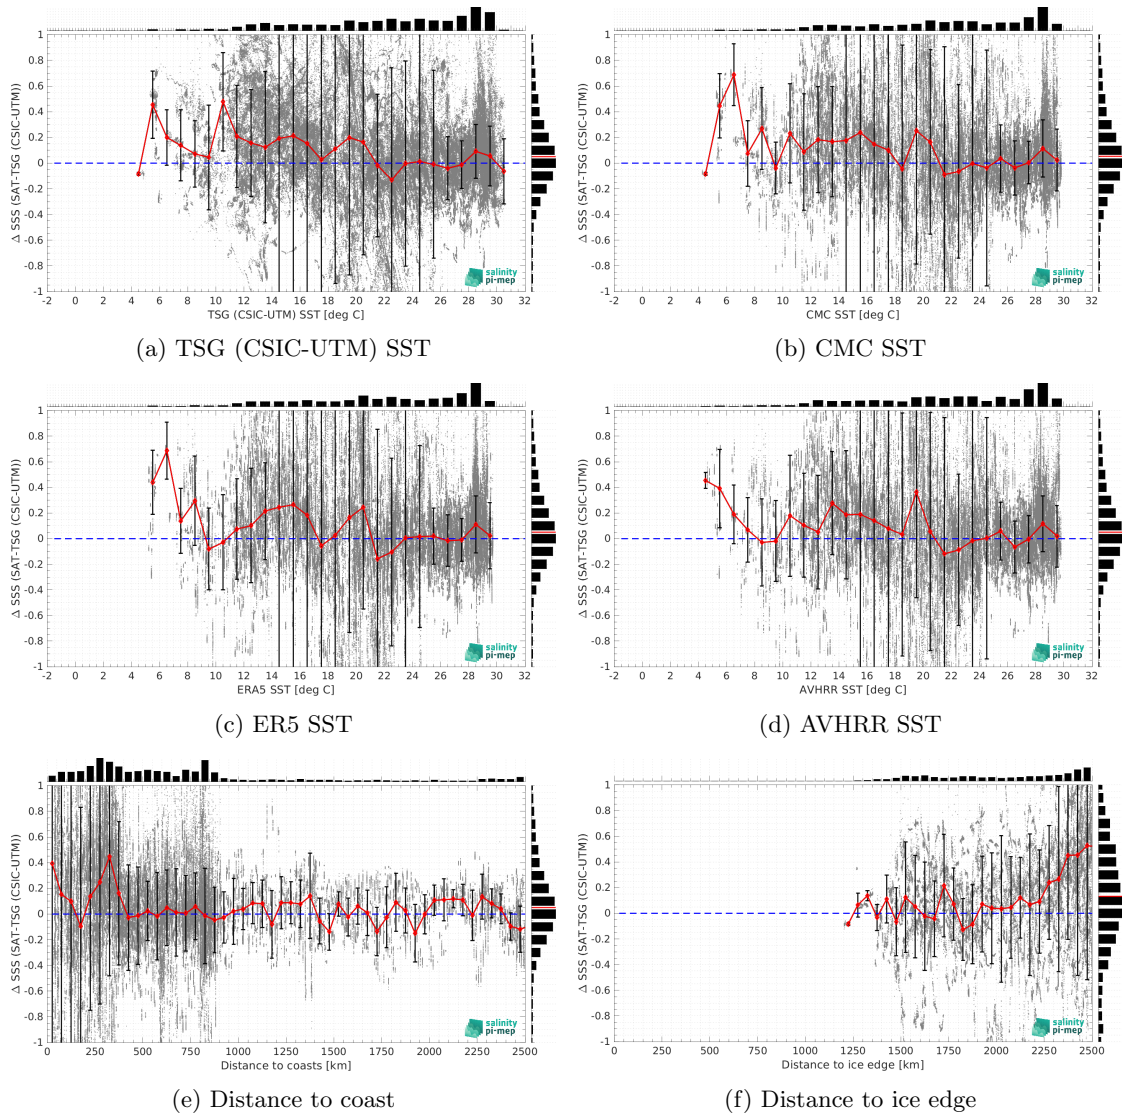 1
0.8
0.6
0.4
0.2
0
-0.2
-0.4
-0.6
-0.8
-1
Δ SSS (SAT-TSG (CSIC-UTM))
-2 0 2 4 6 8 10 12 14 16 18 20 22 24 26 28 30 32
TSG (CSIC-UTM) SST [deg C]
salinity
pi-mep
(a) TSG (CSIC-UTM) SST
1
0.8
0.6
0.4
0.2
0
-0.2
-0.4
-0.6
-0.8
-1
Δ SSS (SAT-TSG (CSIC-UTM))
-2 0 2 4 6 8 10 12 14 16 18 20 22 24 26 28 30 32
CMC SST [deg C]
salinity
pi-mep
(b) CMC SST
1
0.8
0.6
0.4
0.2
0
-0.2
-0.4
-0.6
-0.8
-1
Δ SSS (SAT-TSG (CSIC-UTM))
-2 0 2 4 6 8 10 12 14 16 18 20 22 24 26 28 30 32
ERA5 SST [deg C]
salinity
pi-mep
(c) ER5 SST
1
0.8
0.6
0.4
0.2
0
-0.2
-0.4
-0.6
-0.8
-1
Δ SSS (SAT-TSG (CSIC-UTM))
-2 0 2 4 6 8 10 12 14 16 18 20 22 24 26 28 30 32
AVHRR SST [deg C]
salinity
pi-mep
(d) AVHRR SST
1
0.8
0.6
0.4
0.2
0
-0.2
-0.4
-0.6
-0.8
-1
Δ SSS (SAT-TSG (CSIC-UTM))
0 250 500 750 1000 1250 1500 1750 2000 2250 2500
Distance to coasts [km]
salinity
pi-mep
(e) Distance to coast
1
0.8
0.6
0.4
0.2
0
-0.2
-0.4
-0.6
-0.8
-1
Δ SSS (SAT-TSG (CSIC-UTM))
0 250 500 750 1000 1250 1500 1750 2000 2250 2500
Distance to ice edge [km]
salinity
pi-mep
(f) Distance to ice edge